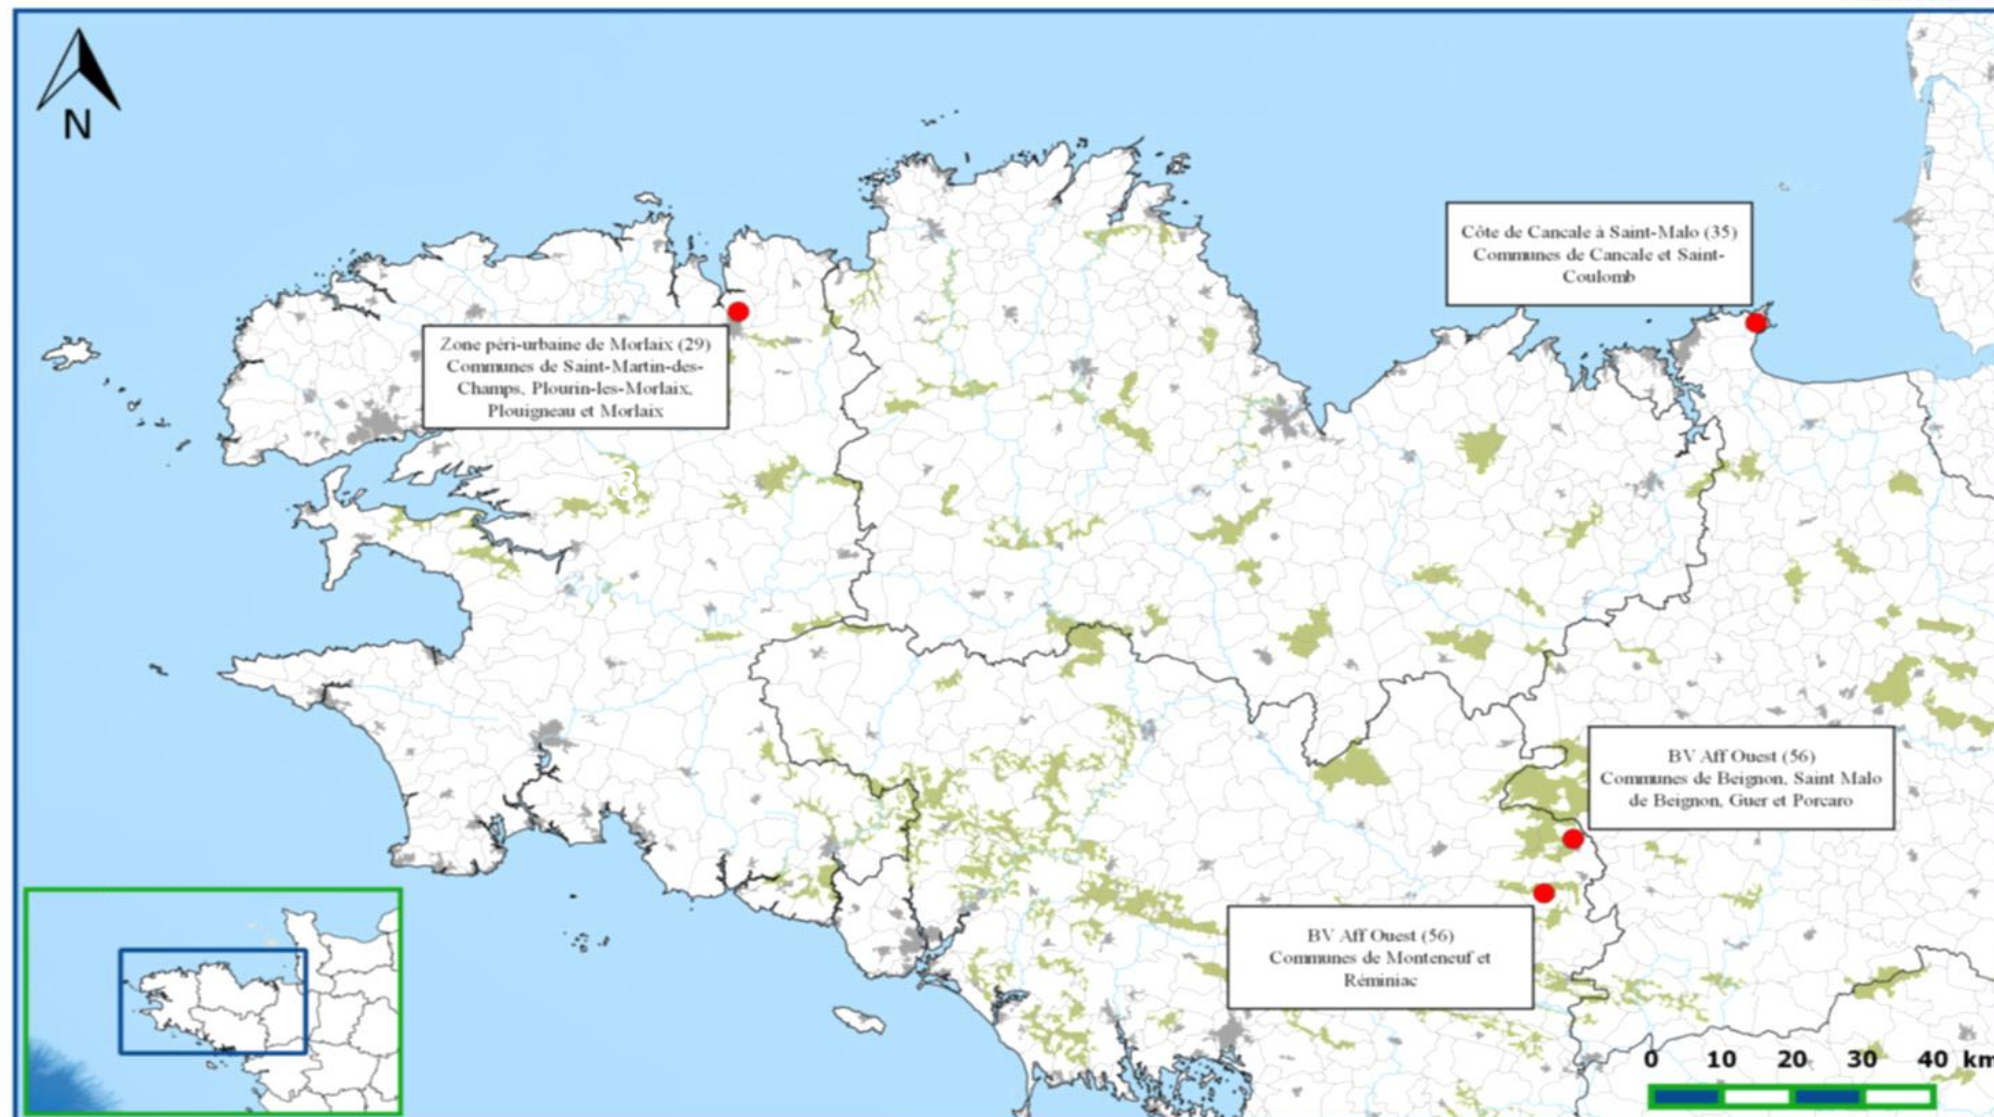 N
Côte de Cancale à Saint-Malo (35)
Communes de Cancale et Saint-
Coulomb
Zone péri-urbaine de Morlaix (29)
Communes de Saint-Martin-des-
Champs, Plourin-les-Morlaix,
Plouigneau et Morlaix
3
BV Aff Ouest (56)
Communes de Beignon, Saint Malo
de Beignon, Guer et Porcaro
BV Aff Ouest (56)
Communes de Monteneuf et
Réminiac
0 10 20 30 40 km